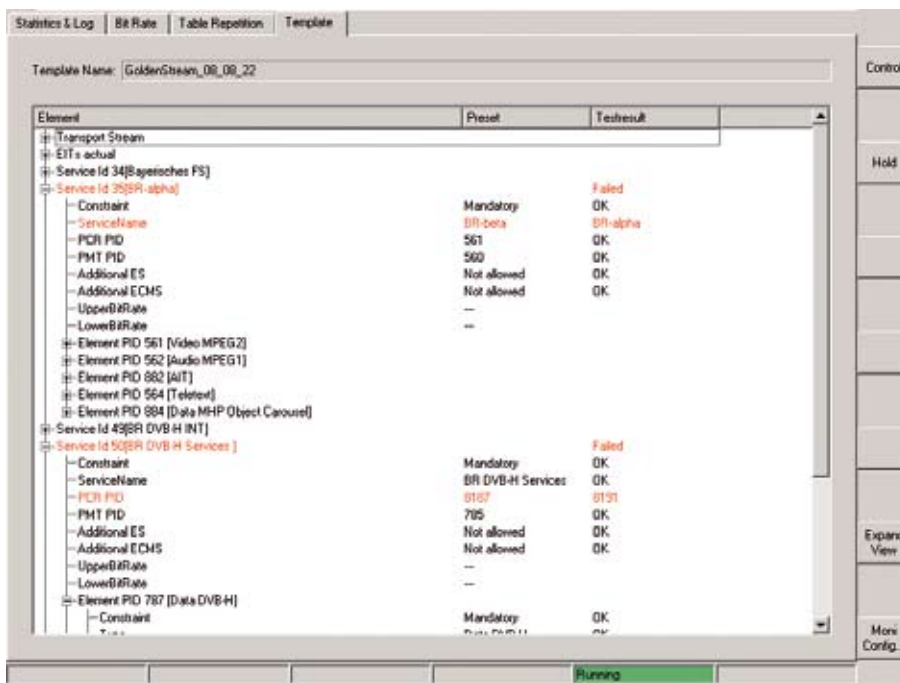 Statistics & Log Bit Rate Table Repetition Template
Template Name: GoldenStream_08_08_22
Control
Element Preset Testresult
Transport Stream
EITs actual
Service Id 34[Bayerisches FS]
Hold
Service Id 35[BR-alpha] Failed
Constraint Mandatory OK
ServiceName BR-beta BR-alpha
PCR PID 561 OK
PMT PID 560 OK
Additional ES Not allowed OK
Additional ECMS Not allowed OK
UpperBitRate ---
LowerBitRate ---
Element PID 561 [Video MPEG2]
Element PID 562 [Audio MPEG1]
Element PID 882 [AIT]
Element PID 564 [Teletext]
Element PID 884 [Data MHP Object Carousel]
Service Id 49[BR DVB-H INT]
Service Id 50[BR DVB-H Services ] Failed
Constraint Mandatory OK
ServiceName BR DVB-H Services OK
PCR PID 8187 8191
PMT PID 785 OK
Additional ES Not allowed OK
Additional ECMS Not allowed OK
Expand
View
UpperBitRate ---
LowerBitRate ---
Element PID 787 [Data DVB-H]
Constraint Mandatory OK
Config.
Running